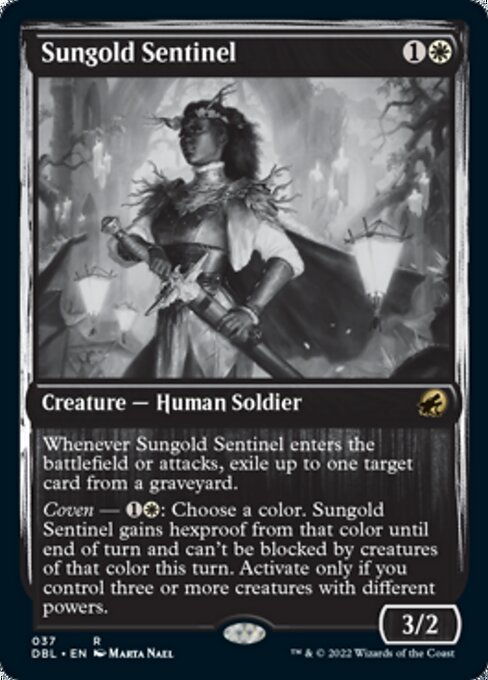 Sungold Sentinel 1
Creature — Human Soldier
Whenever Sungold Sentinel enters the
battlefield or attacks, exile up to one target
card from a graveyard.
Coven — 1: Choose a color. Sungold
Sentinel gains hexproof from that color until
end of turn and can't be blocked by creatures
of that color this turn. Activate only if you
control three or more creatures with different
powers.
3/2
037 R
DBL • EN Marta Nael
™ & © 2022 Wizards of the Coast